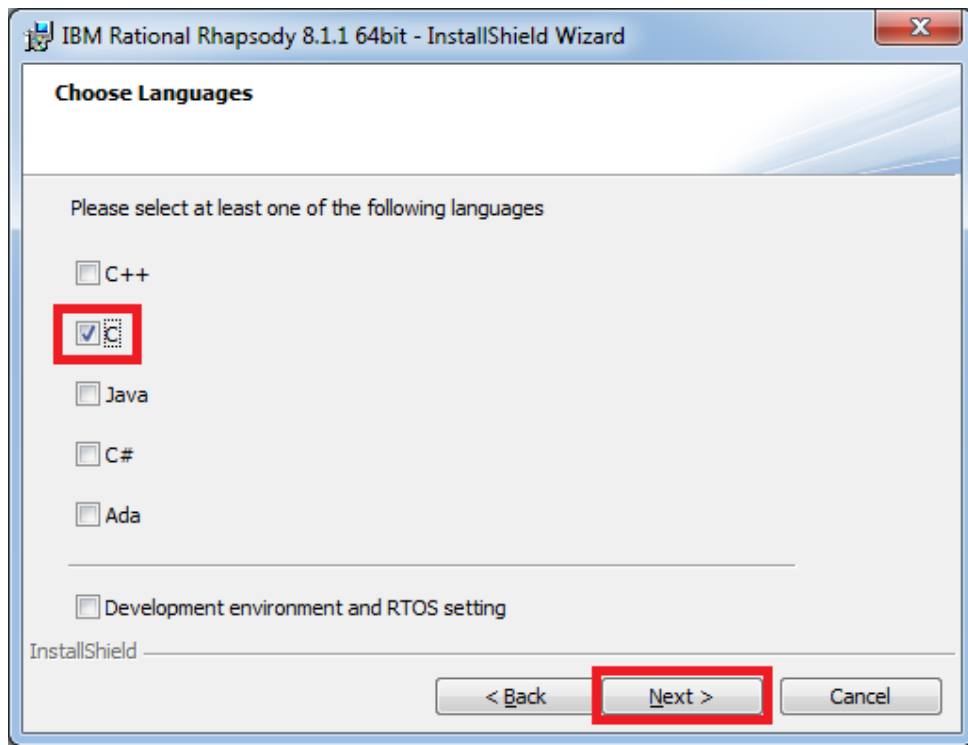 IBM Rational Rhapsody 8.1.1 64bit - InstallShield Wizard
Choose Languages
Please select at least one of the following languages
C++
C
Java
C#
Ada
Development environment and RTOS setting
InstallShield
< Back
Next >
Cancel